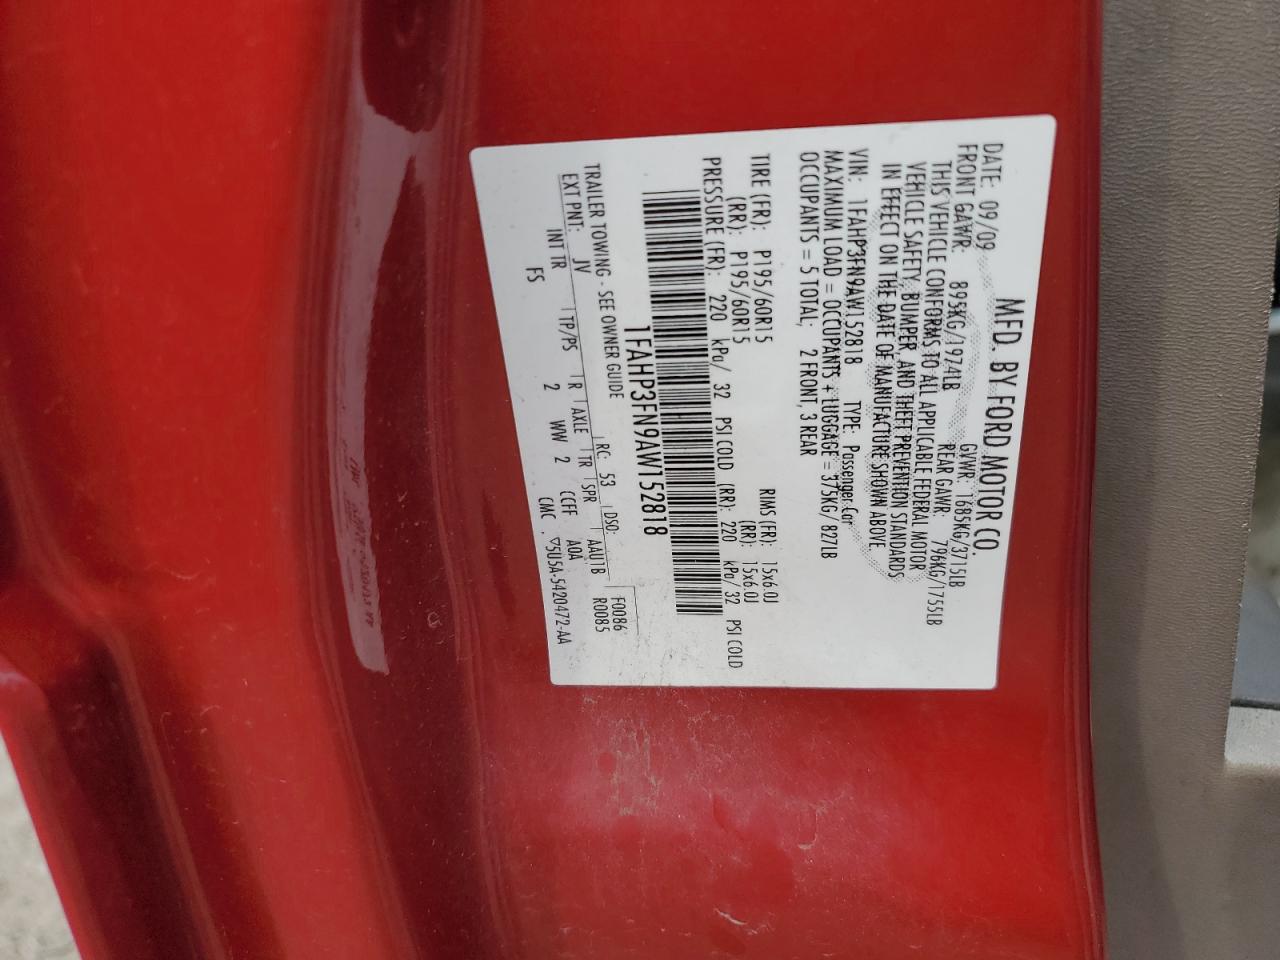 MFD. BY FORD MOTOR CO.
DATE: 09/09 GVWR: 1685KG/3715LB
FRONT GAWR: 895KG/1974LB REAR GAWR: 796KG/1755LB
THIS VEHICLE CONFORMS TO ALL APPLICABLE FEDERAL MOTOR
VEHICLE SAFETY, BUMPER, AND THEFT PREVENTION STANDARDS
IN EFFECT ON THE DATE OF MANUFACTURE SHOWN ABOVE
VIN: 1FAHP3FN9AW152818 TYPE: Passenger Car
MAXIMUM LOAD = OCCUPANTS + LUGGAGE = 375KG/ 827LB
OCCUPANTS = 5 TOTAL; 2 FRONT, 3 REAR
TIRE (FR): P195/60R15 RIMS (FR): 15x6.0J
(RR): P195/60R15 (RR): 15x6.0J
PRESSURE (FR): 220 kPa/ 32 PSI COLD (RR): 220 kPa/ 32 PSI COLD
1FAHP3FN9AW152818
TRAILER TOWING - SEE OWNER GUIDE RC: 53 DSO: F0086
EXT PNT: JV TP/PS R AXLE TR SPR AAU1B R0085
INT TR 2 WW 2 CCFF A0A
FS CMC ▽5U5A-5420472-AA